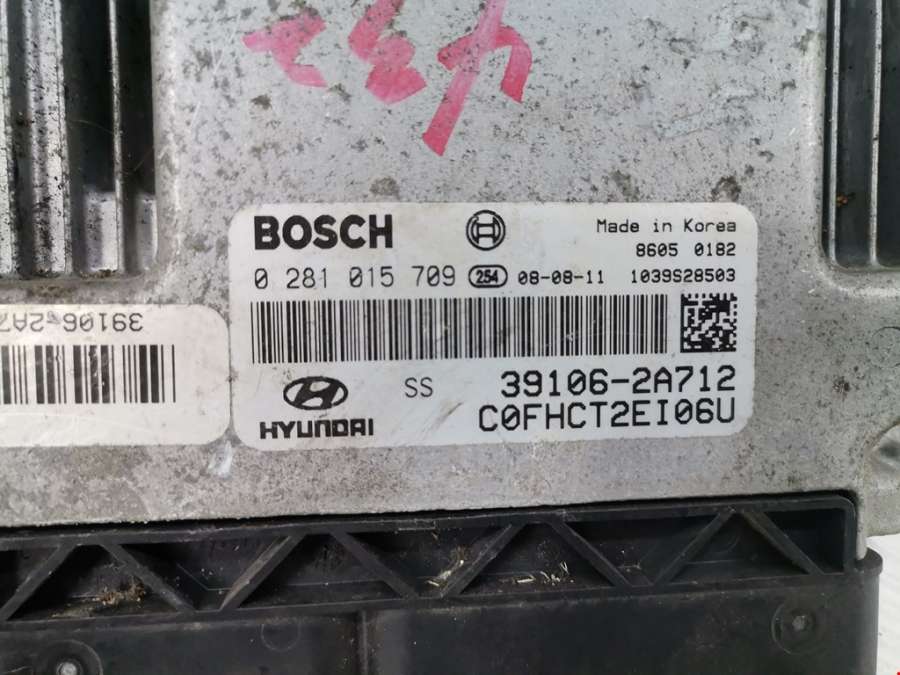 BOSCH
Made in Korea
8605 0182
0 281 015 709 254 08-08-11 1039S28503
39106-2A7
SS 39106-2A712
HYUNDAI C0FHCT2EI06U